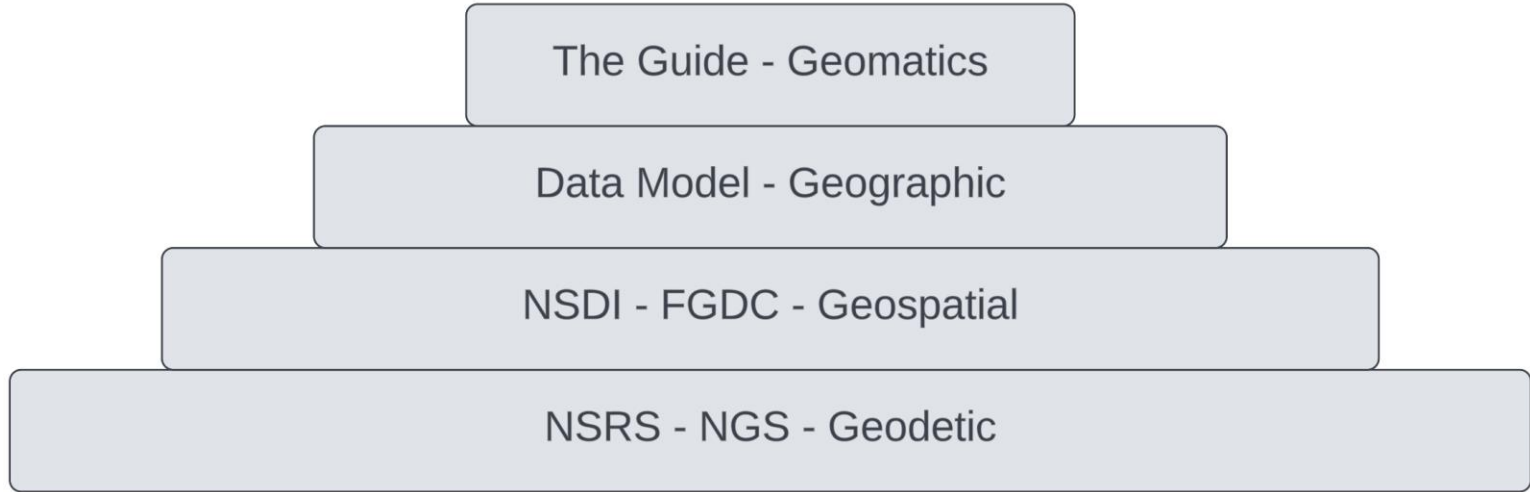 The Guide - Geomatics
Data Model - Geographic
NSDI - FGDC - Geospatial
NSRS - NGS - Geodetic